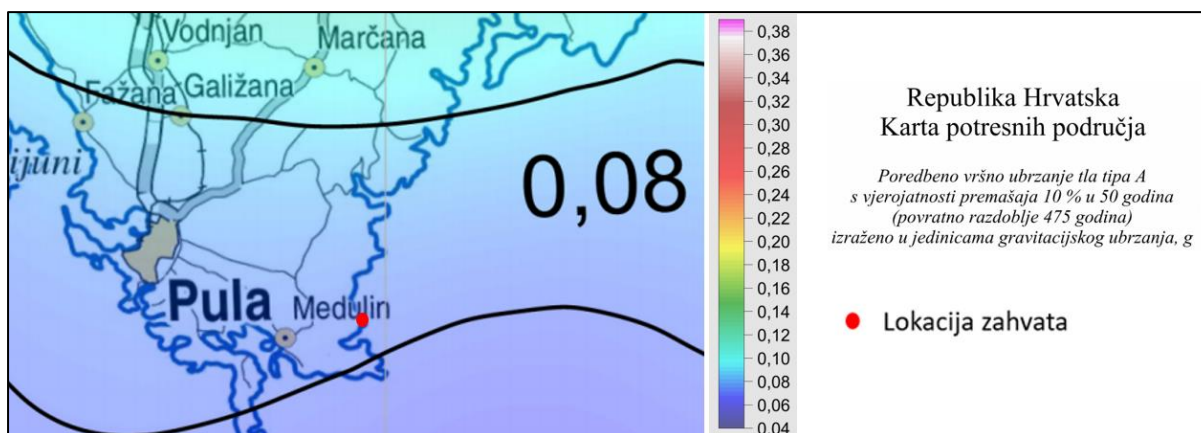 Vodnjan
Marčana
Galižana
Fažana
ijuni
0,08
Pula
Medulin
0,38
0,36
0,34
0,32
0,30
0,28
0,26
0,24
0,22
0,20
0,18
0,16
0,14
0,12
0,10
0,08
0,06
0,04
Republika Hrvatska
Karta potresnih područja
Poredbeno vršno ubrzanje tla tipa A
s vjerojatnosti premašaja 10 % u 50 godina
(povratno razdoblje 475 godina)
izraženo u jedinicama gravitacijskog ubrzanja, g
Lokacija zahvata